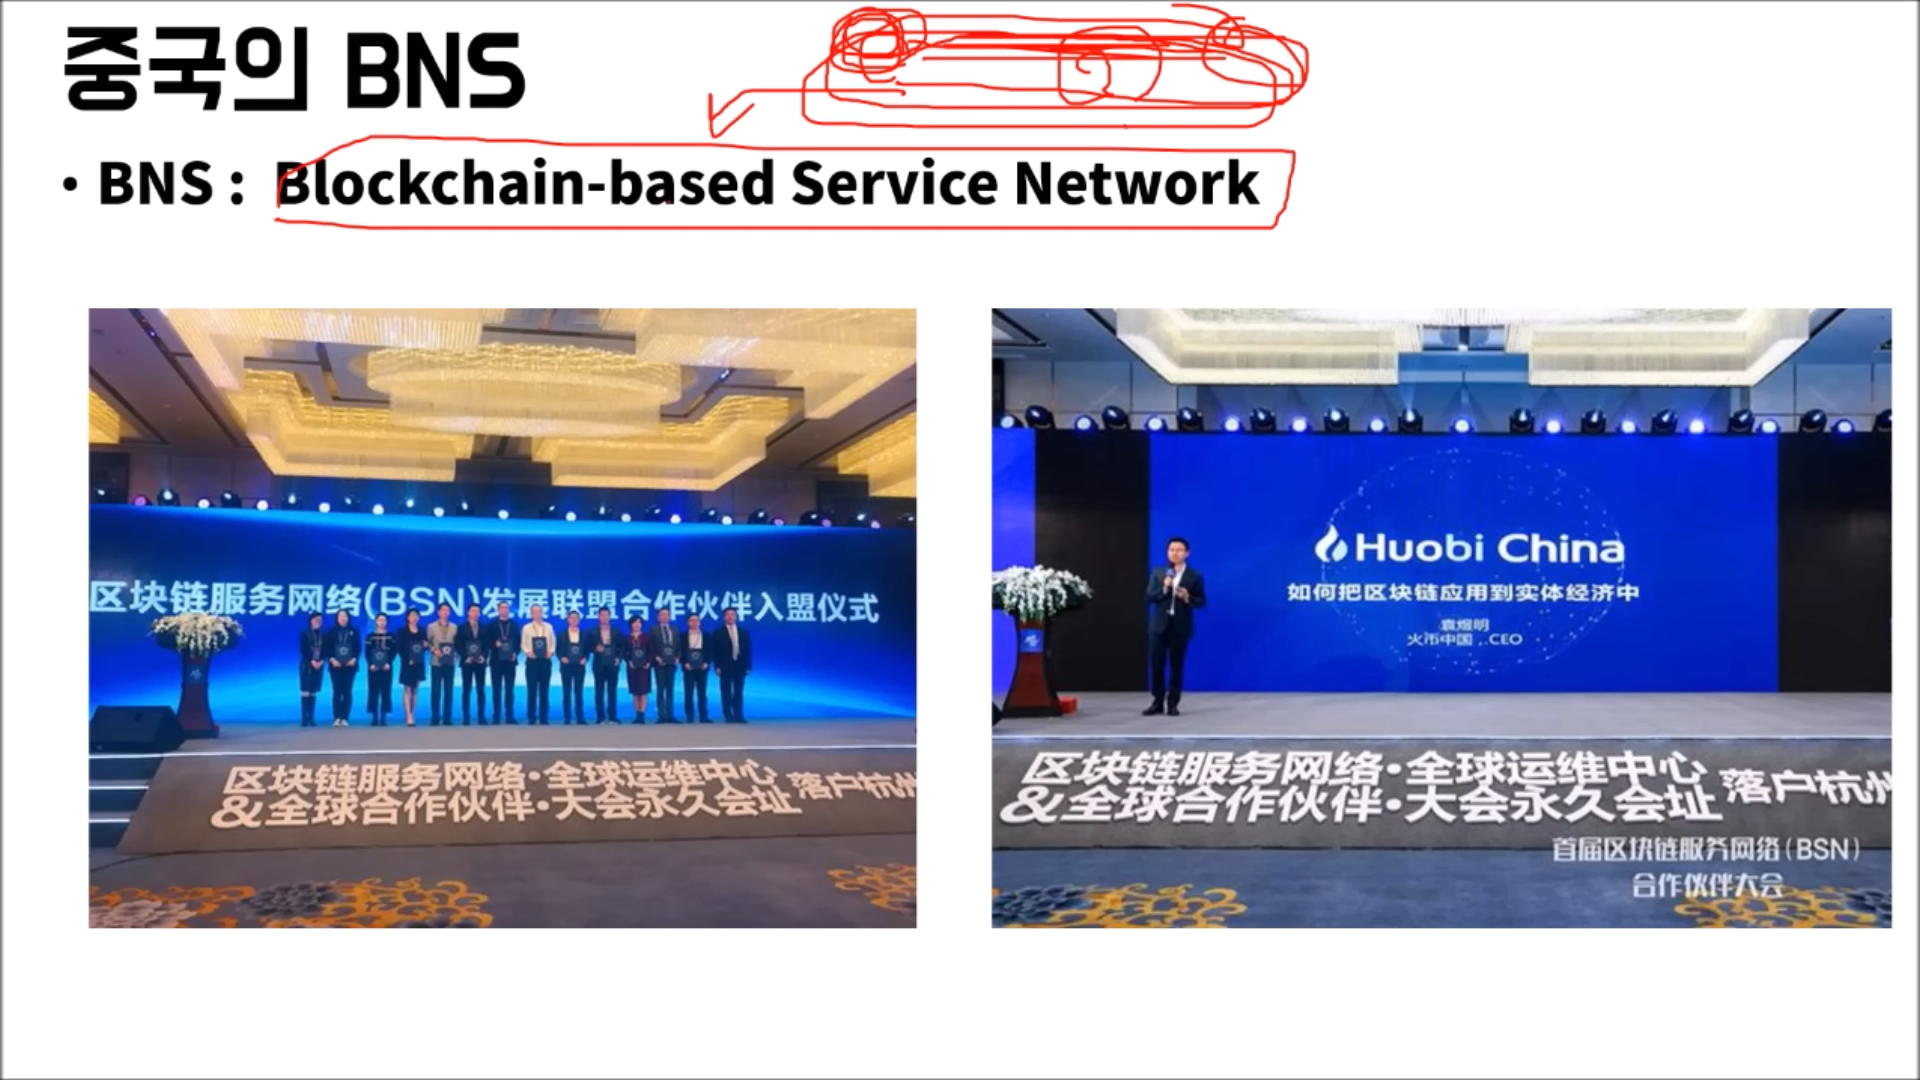 중국의 BNS
• BNS : Blockchain-based Service Network
区块链服务网络(BSN)发展联盟合作伙伴入盟仪式
区块链服务网络·全球运维中心
&全球合作伙伴·大会永久会址 落户杭州
Huobi China
如何把区块链应用到实体经济中
袁煜明
火币中国，CEO
区块链服务网络·全球运维中心
&全球合作伙伴·大会永久会址 落户杭州
首届区块链服务网络(BSN)
合作伙伴大会